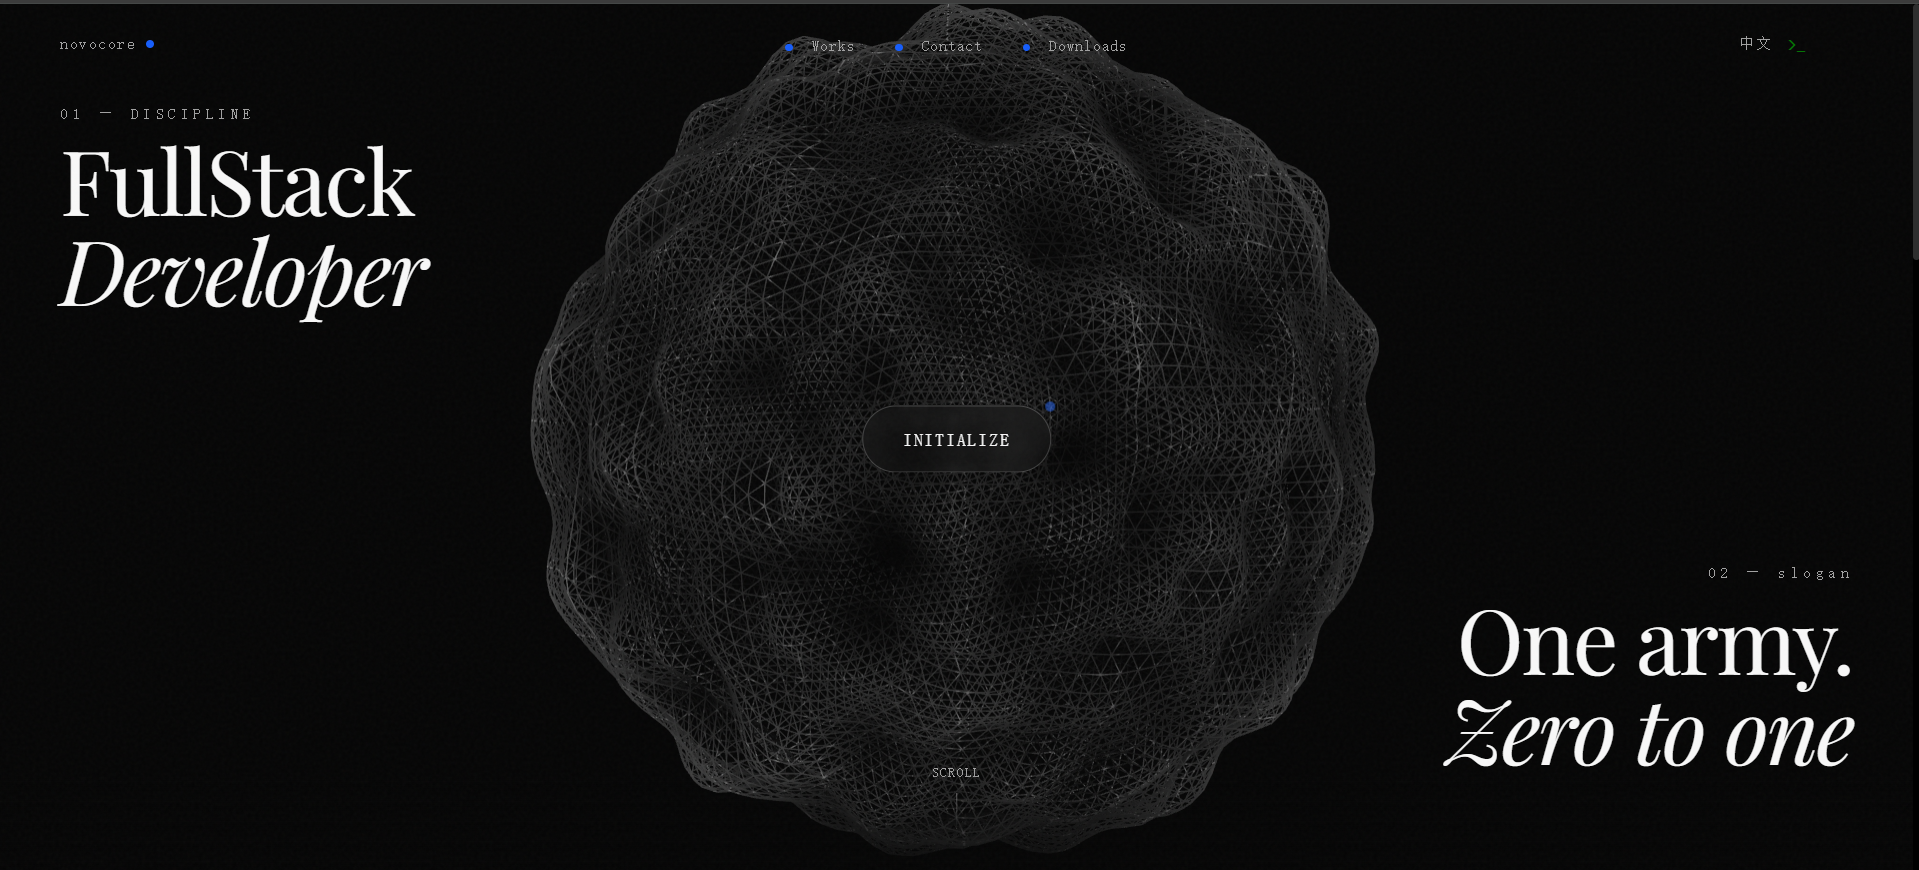 novocore
Works
Contact
Downloads
中文 >_
01 — DISCIPLINE
FullStack
Developer
INITIALIZE
02 — slogan
One army.
Zero to one
SCROLL